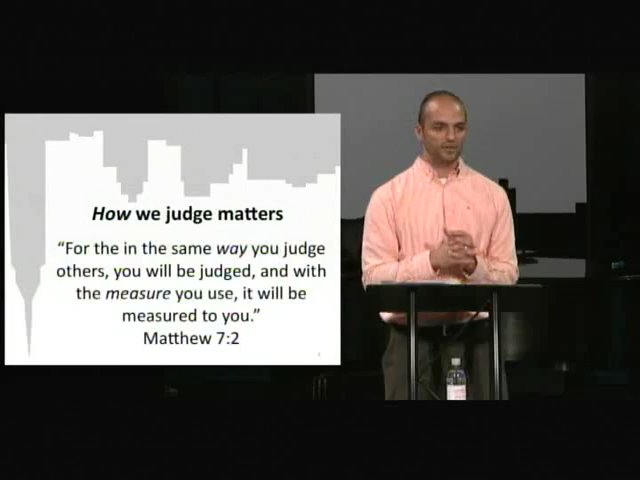 How we judge matters
“For the in the same way you judge
others, you will be judged, and with
the measure you use, it will be
measured to you.”
Matthew 7:2